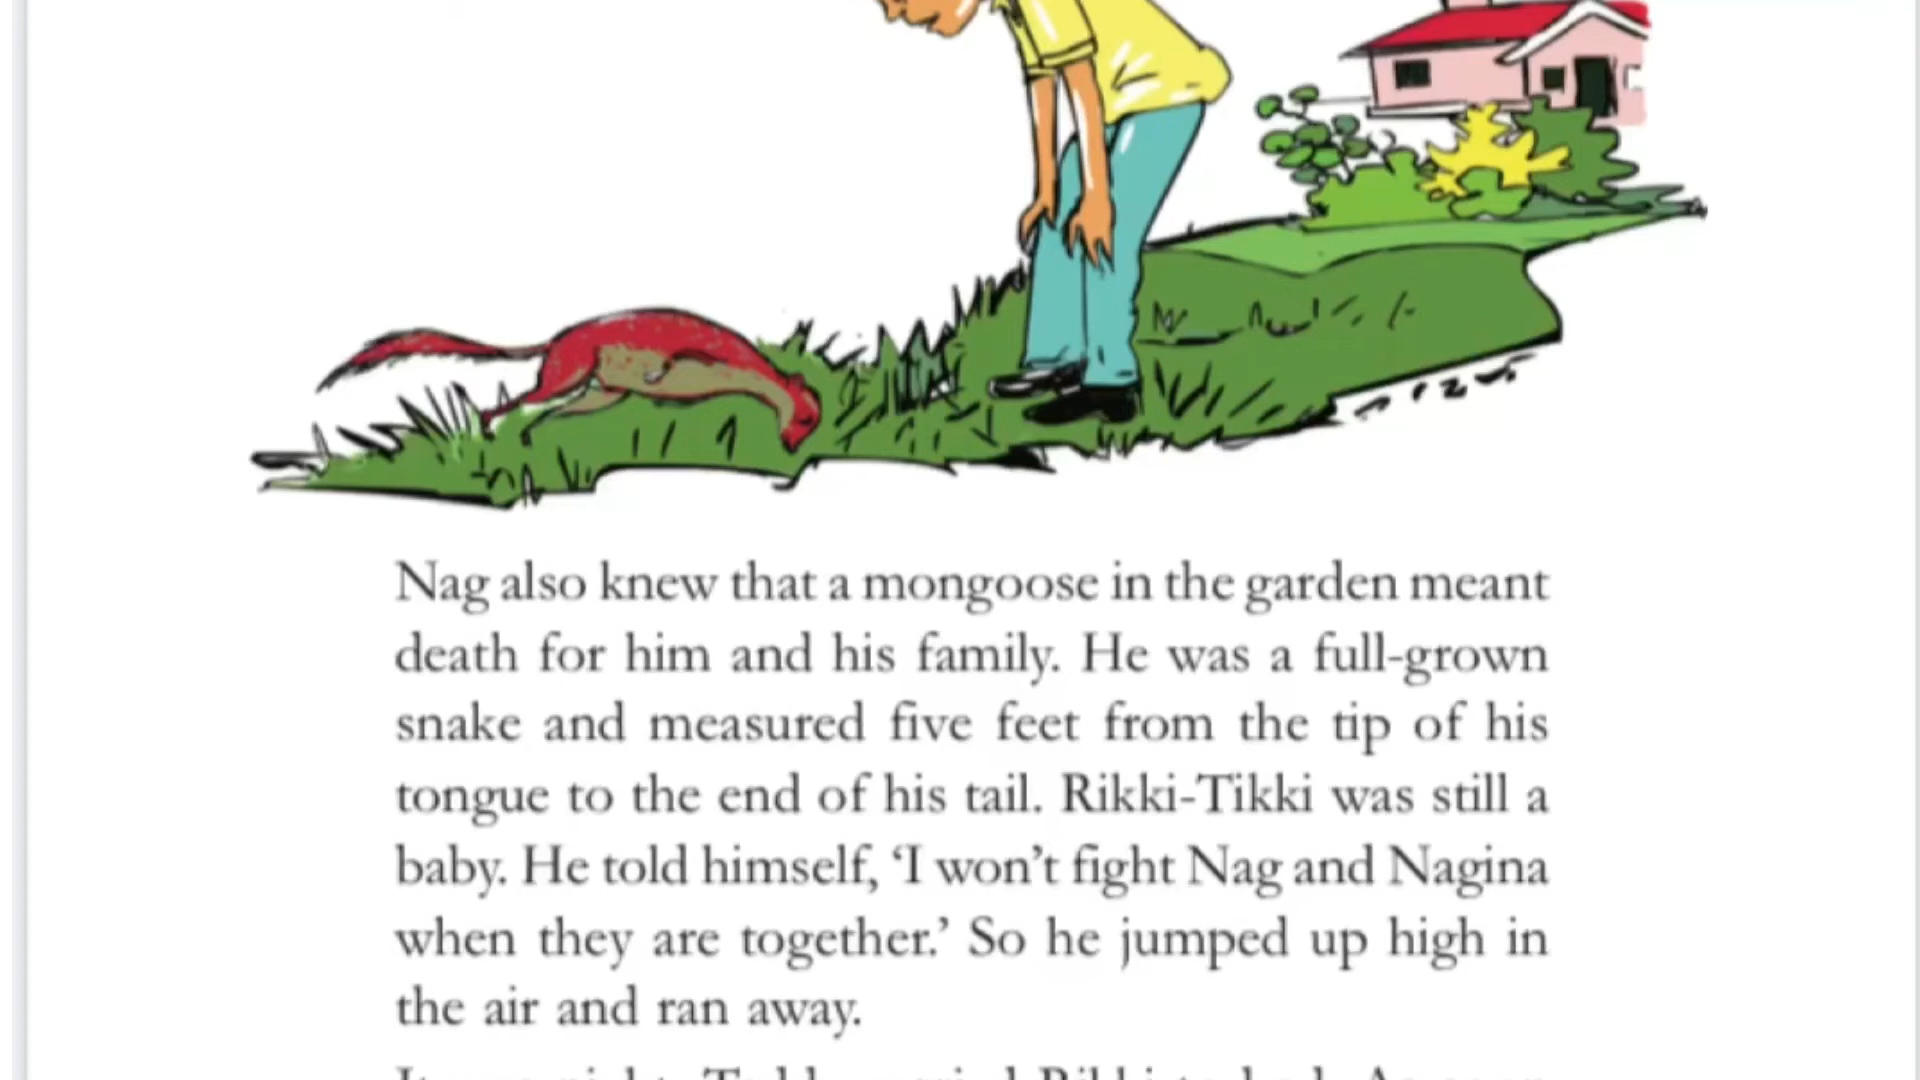 Nag also knew that a mongoose in the garden meant
death for him and his family. He was a full-grown
snake and measured five feet from the tip of his
tongue to the end of his tail. Rikki-Tikki was still a
baby. He told himself, ‘I won’t fight Nag and Nagina
when they are together.’ So he jumped up high in
the air and ran away.